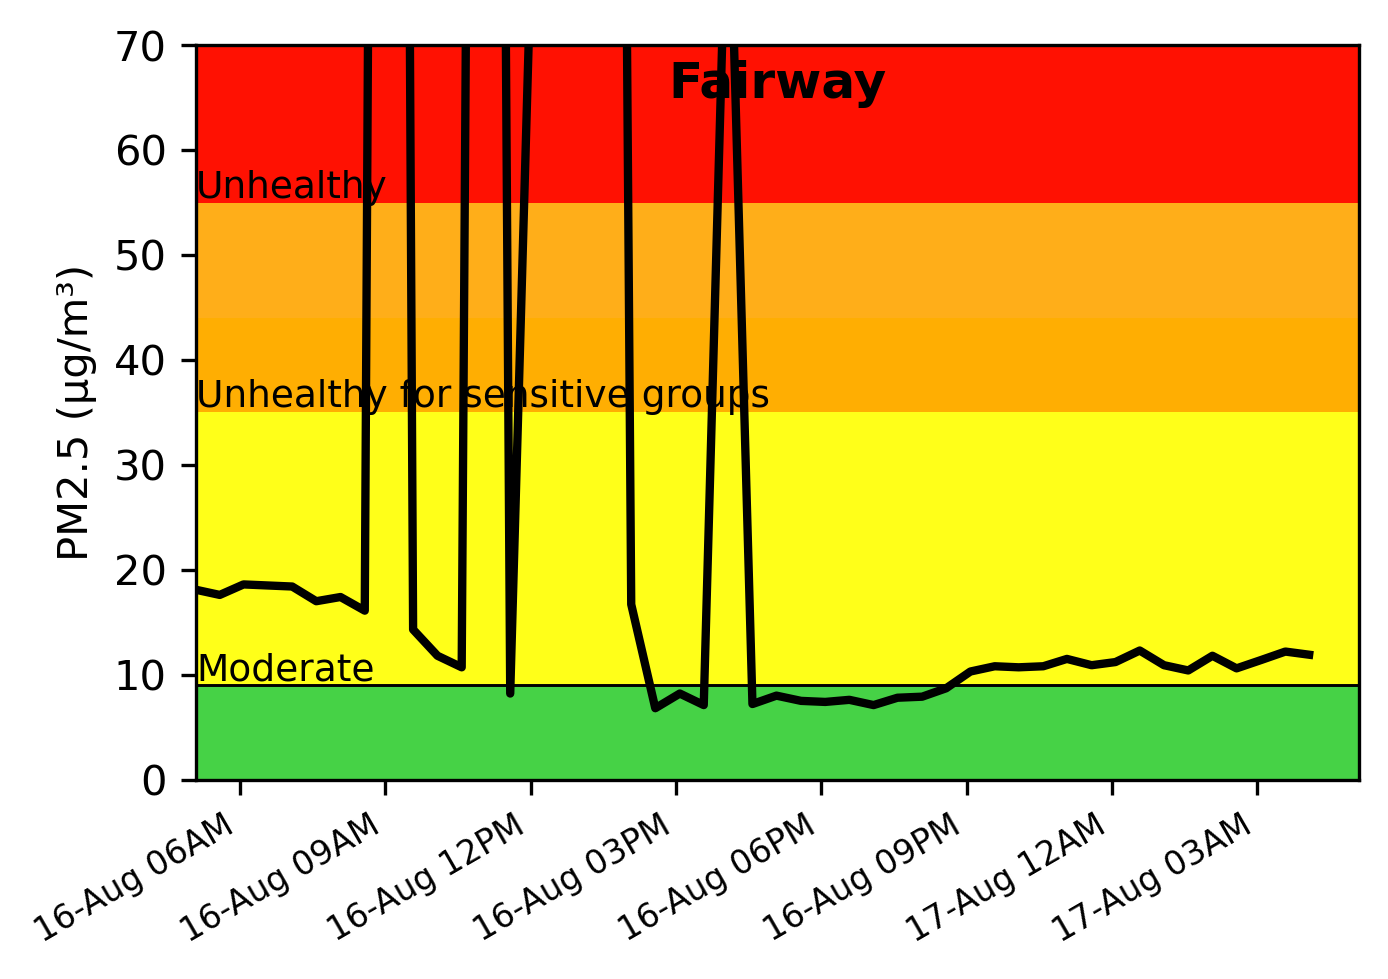 Fairway
PM2.5 (µg/m³)
70
60
50
40
30
20
10
0
Unhealthy
Unhealthy for sensitive groups
Moderate
16-Aug 06AM
16-Aug 09AM
16-Aug 12PM
16-Aug 03PM
16-Aug 06PM
16-Aug 09PM
17-Aug 12AM
17-Aug 03AM